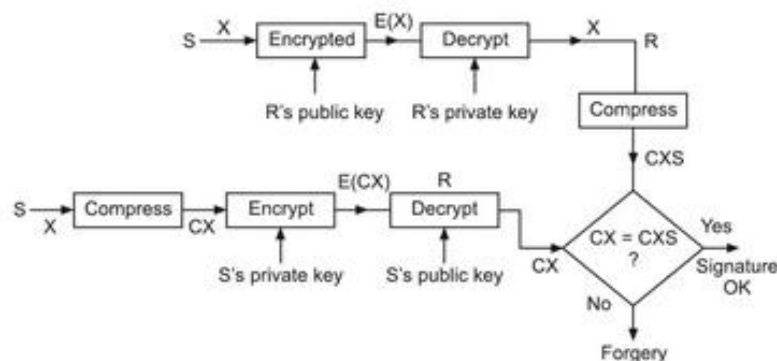 S X Encrypted E(X) Decrypt X R
R's public key R's private key
Compress
CXS
S X Compress CX Encrypt E(CX) R Decrypt
S's private key S's public key
CX
CX = CXS
?
Yes
Signature
OK
No
Forgery